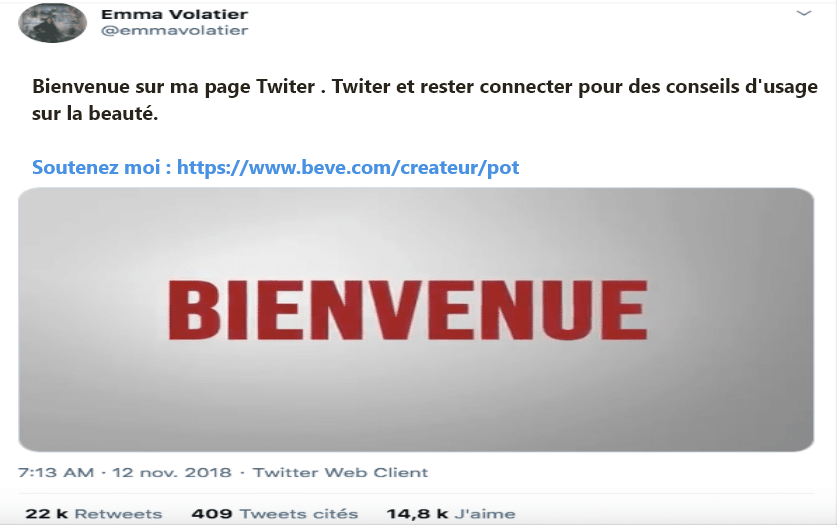 Emma Volatier
@emmavolatier
Bienvenue sur ma page Twiter . Twiter et rester connecter pour des conseils d'usage
sur la beauté.
Soutenez moi : https://www.beve.com/createur/pot
BIENVENUE
7:13 AM · 12 nov. 2018 · Twitter Web Client
22 k Retweets 409 Tweets cités 14,8 k J'aime